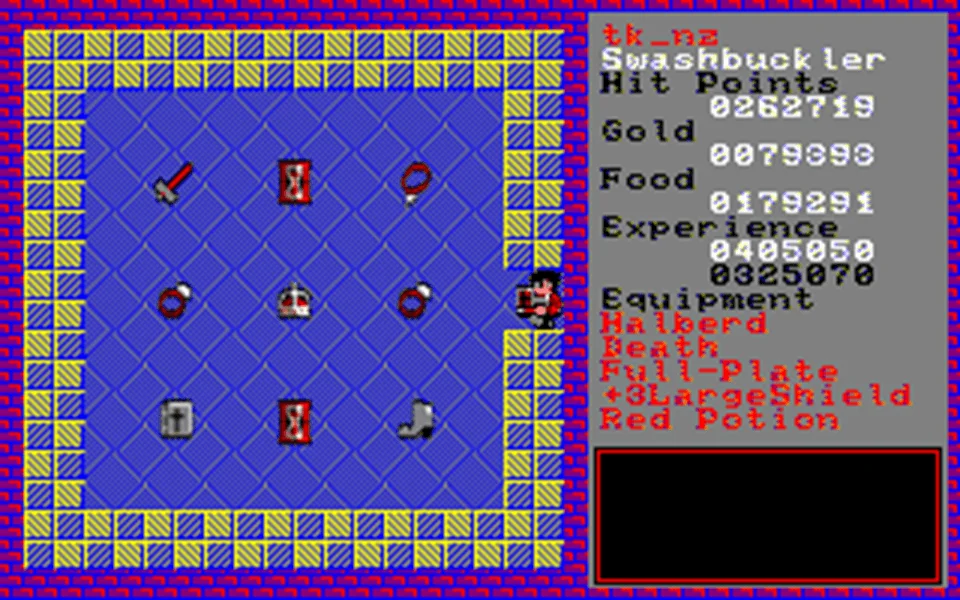 tk_nz
Swashbuckler
Hit Points
0262719
Gold
0079393
Food
0179291
Experience
0405050
0325070
Equipment
Halberd
Death
Full-Plate
+3LargeShield
Red Potion